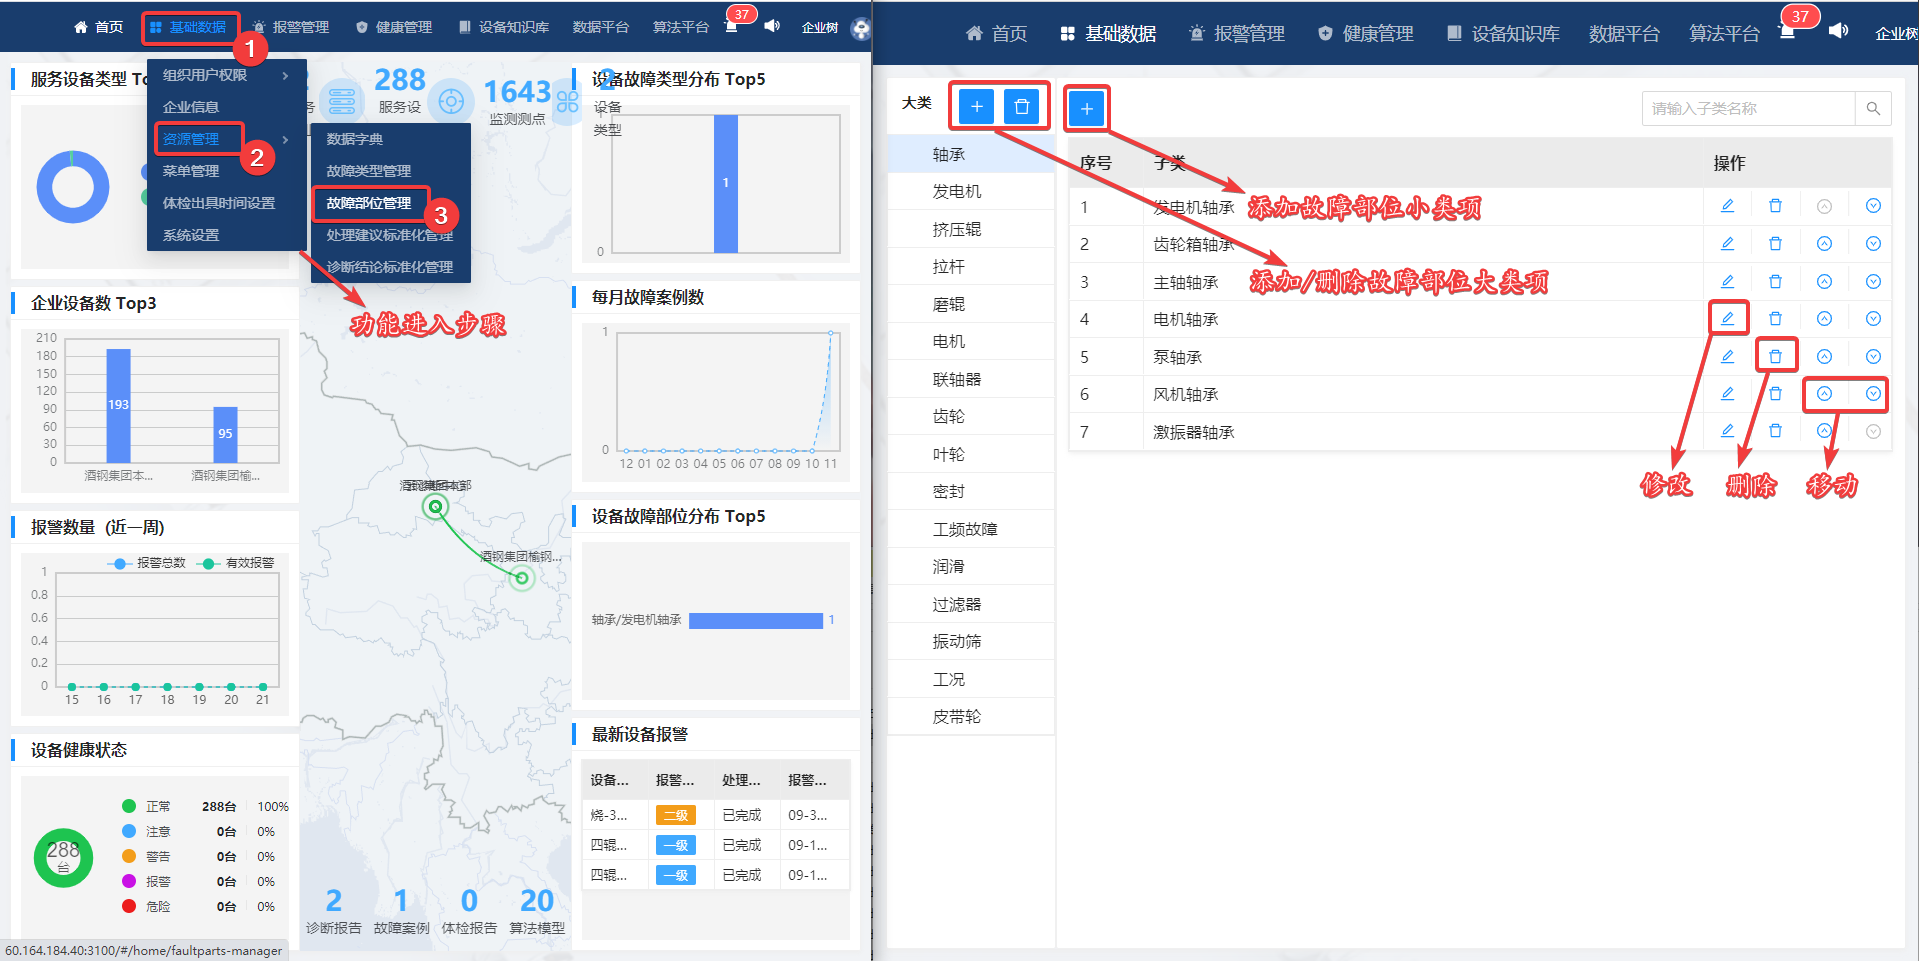 首页
基础数据
报警管理
健康管理
设备知识库
数据平台
算法平台
37
企业树
1
服务设备类型 To
组织用户权限
企业信息
资源管理
2
菜单管理
体检出具时间设置
系统设置
数据字典
故障类型管理
故障部位管理
3
处理建议标准化管理
诊断结论标准化管理
功能进入步骤
务
288
服务设
1643
监测测点
2
设备
类型
设备故障类型分布 Top5
1
0
1
企业设备数 Top3
210
180
150
120
90
60
30
0
193
95
酒钢集团本...
酒钢集团榆...
每月故障案例数
1
0
12 01 02 03 04 05 06 07 08 09 10 11
报警数量（近一周)
报警总数
有效报警
1
0.8
0.6
0.4
0.2
0
15 16 17 18 19 20 21
酒钢集团榆钢...
设备故障部位分布 Top5
轴承/发电机轴承
1
设备健康状态
288
台
正常 288台 100%
注意 0台 0%
警告 0台 0%
报警 0台 0%
危险 0台 0%
2
诊断报告
1
故障案例
0
体检报告
20
算法模型
最新设备报警
设备... 报警... 处理... 报警...
烧-3... 二级 已完成 09-3...
四辊... 一级 已完成 09-1...
四辊... 一级 已完成 09-1...
60.164.184.40:3100/#/home/faultparts-manager
首页
基础数据
报警管理
健康管理
设备知识库
数据平台
算法平台
37
企业树
大类
轴承
发电机
挤压辊
拉杆
磨辊
电机
联轴器
齿轮
叶轮
密封
工频故障
润滑
过滤器
振动筛
工况
皮带轮
请输入子类名称
序号 子类 操作
1 发电机轴承
2 齿轮箱轴承
3 主轴轴承
4 电机轴承
5 泵轴承
6 风机轴承
7 激振器轴承
添加故障部位小类项
添加/删除故障部位大类项
修改
删除
移动